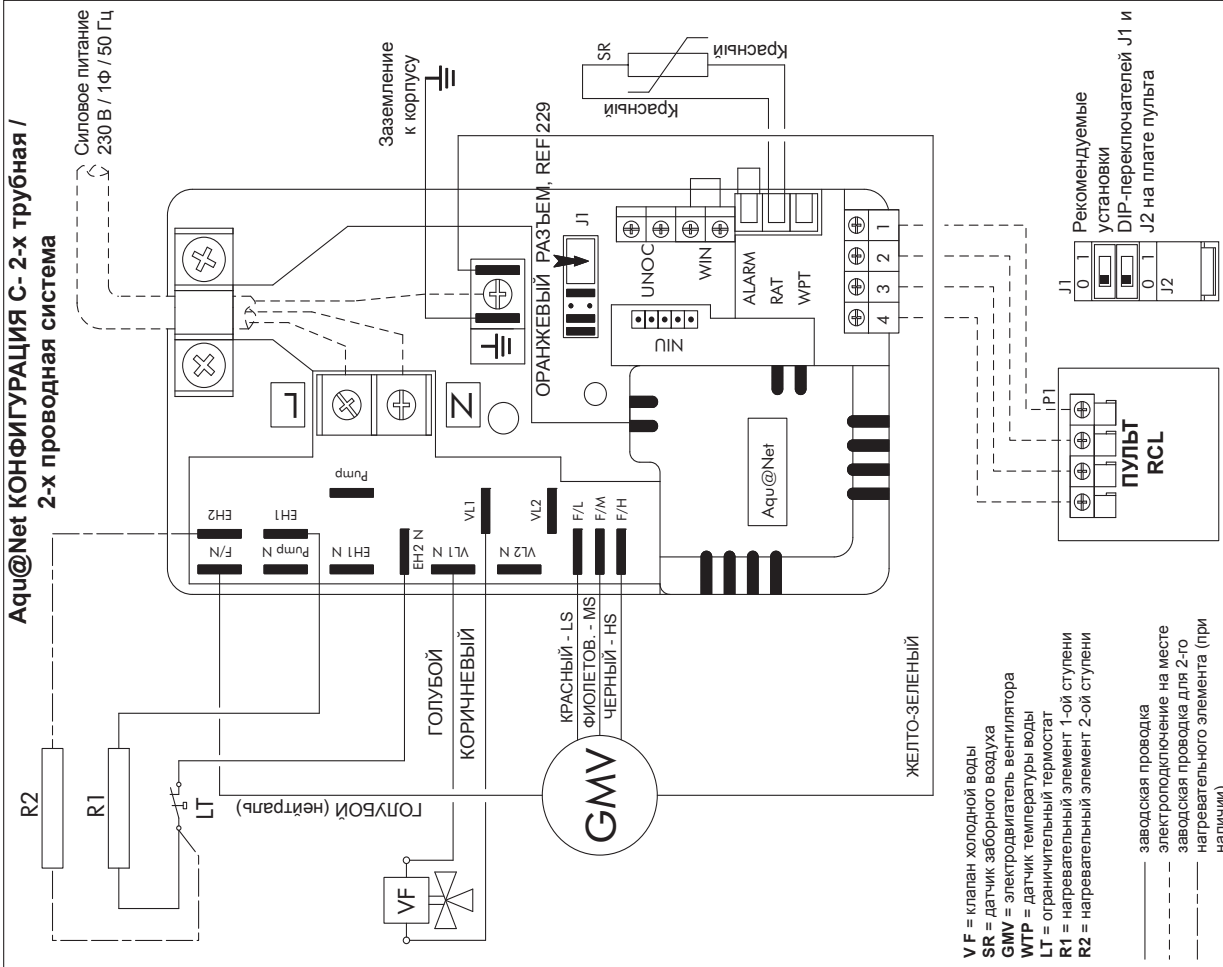 Aqu@Net КОНФИГУРАЦИЯ С- 2-х трубная /
2-х проводная система
Силовое питание
230 В / 1Ф / 50 Гц
Заземление
к корпусу
SR
Красный
Красный
R2
R1
LT
ГОЛУБОЙ (нейтраль)
VF
ГОЛУБОЙ
КОРИЧНЕВЫЙ
GMV
КРАСНЫЙ - LS
ФИОЛЕТОВ. - MS
ЧЕРНЫЙ - HS
ЖЕЛТО-ЗЕЛЕНЫЙ
F/N
EH2
Pump N
EH1
EH1 N
Pump
EH2 N
VL1 N
VL1
VL2 N
VL2
F/L
F/M
F/H
L
N
ОРАНЖЕВЫЙ РАЗЪЕМ, REF 229
J1
UNOC
WIN
NIU
ALARM
RAT
WPT
Aqu@Net
4
3
2
1
P1
ПУЛЬТ
RCL
J1
0 1
0 1
J2
Рекомендуемые
установки
DIP-переключателей J1 и
J2 на плате пульта
V F = клапан холодной воды
SR = датчик заборного воздуха
GMV = электродвигатель вентилятора
WTP = датчик температуры воды
LT = ограничительный термостат
R1 = нагревательный элемент 1-ой ступени
R2 = нагревательный элемент 2-ой ступени
заводская проводка
электроподключение на месте
заводская проводка для 2-го
нагревательного элемента (при
наличии)